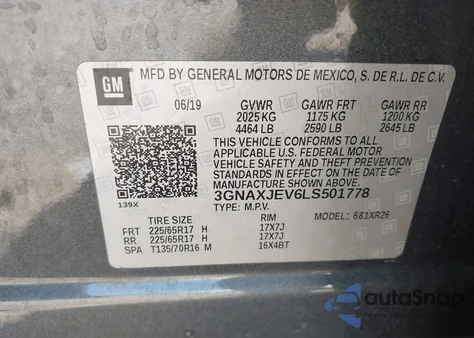 GM
MFD BY GENERAL MOTORS DE MEXICO, S. DE R.L. DE C.V.
06/19 GVWR GAWR FRT GAWR RR
2025 KG 1175 KG 1200 KG
4464 LB 2590 LB 2645 LB
THIS VEHICLE CONFORMS TO ALL
APPLICABLE U.S. FEDERAL MOTOR
VEHICLE SAFETY AND THEFT PREVENTION
STANDARDS IN EFFECT ON THE DATE OF
MANUFACTURE SHOWN ABOVE.
3GNAXJEV6LS501778
139X TYPE: M.P.V.
MODEL: 681XR26
TIRE SIZE RIM
FRT 225/65R17 H 17X7J
RR 225/65R17 H 17X7J
SPA T135/70R16 M 16X4BT
autoSnap